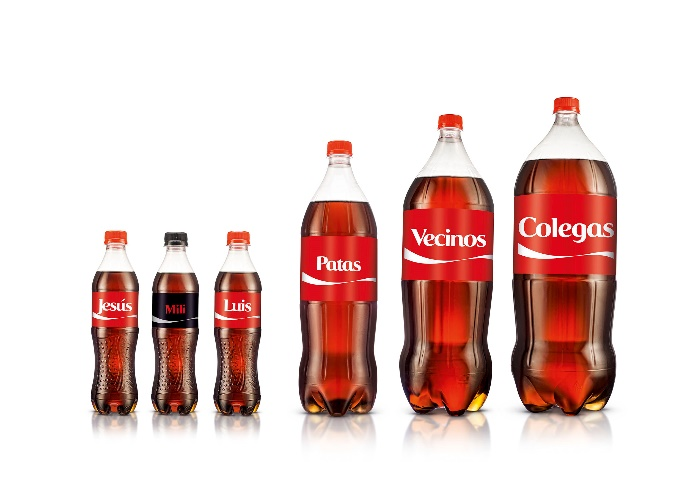 Jesús
Mili
Luis
Patas
Vecinos
Colegas